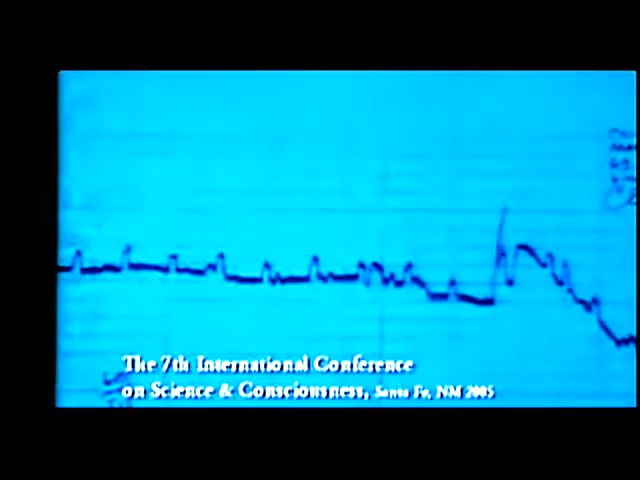 The 7th International Conference
on Science & Consciousness, Santa Fe, NM 2005